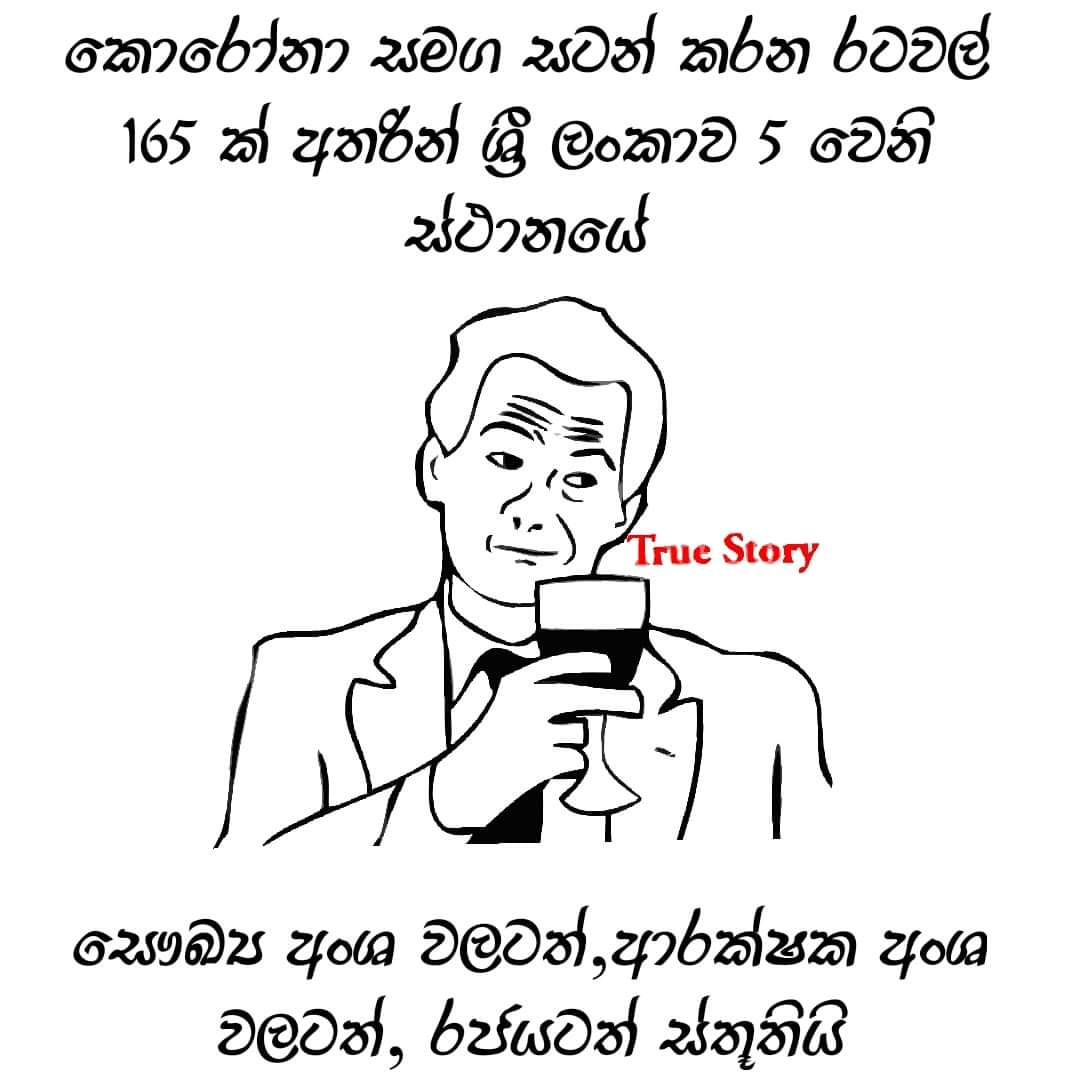 කොරෝනා සමග සටන් කරන රටවල්
165 ක් අතරින් ශ්‍රී ලංකාව 5 වෙනි
ස්ථානයේ
True Story
සෞඛ්‍ය අංශ වලටත්,ආරක්ෂක අංශ
වලටත්, රජයටත් ස්තූතියි